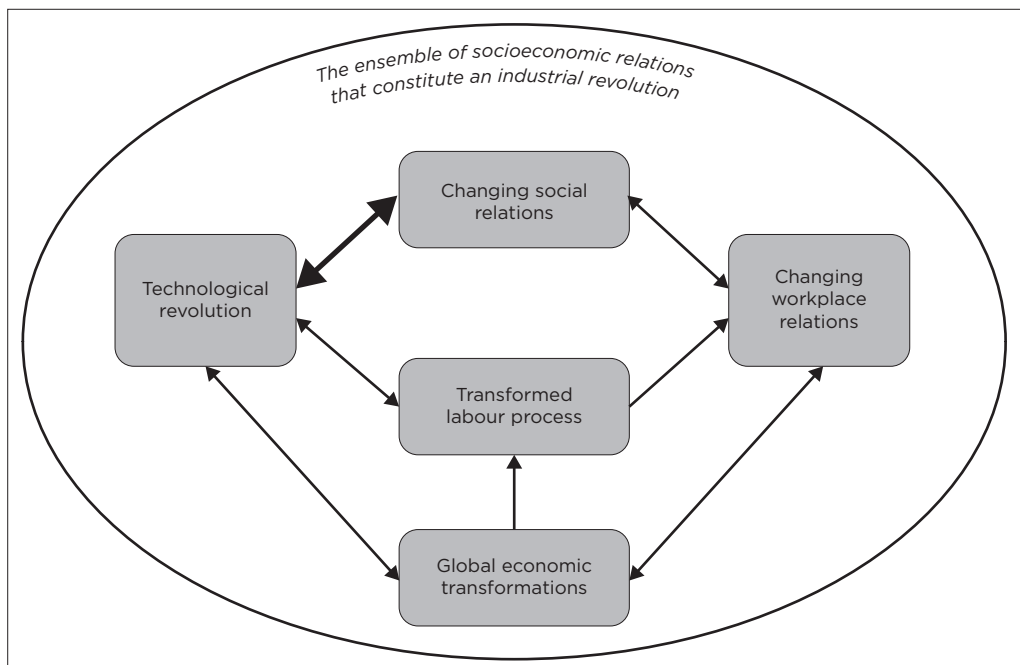 The ensemble of socioeconomic relations
that constitute an industrial revolution
Changing social
relations
Technological
revolution
Changing
workplace
relations
Transformed
labour process
Global economic
transformations